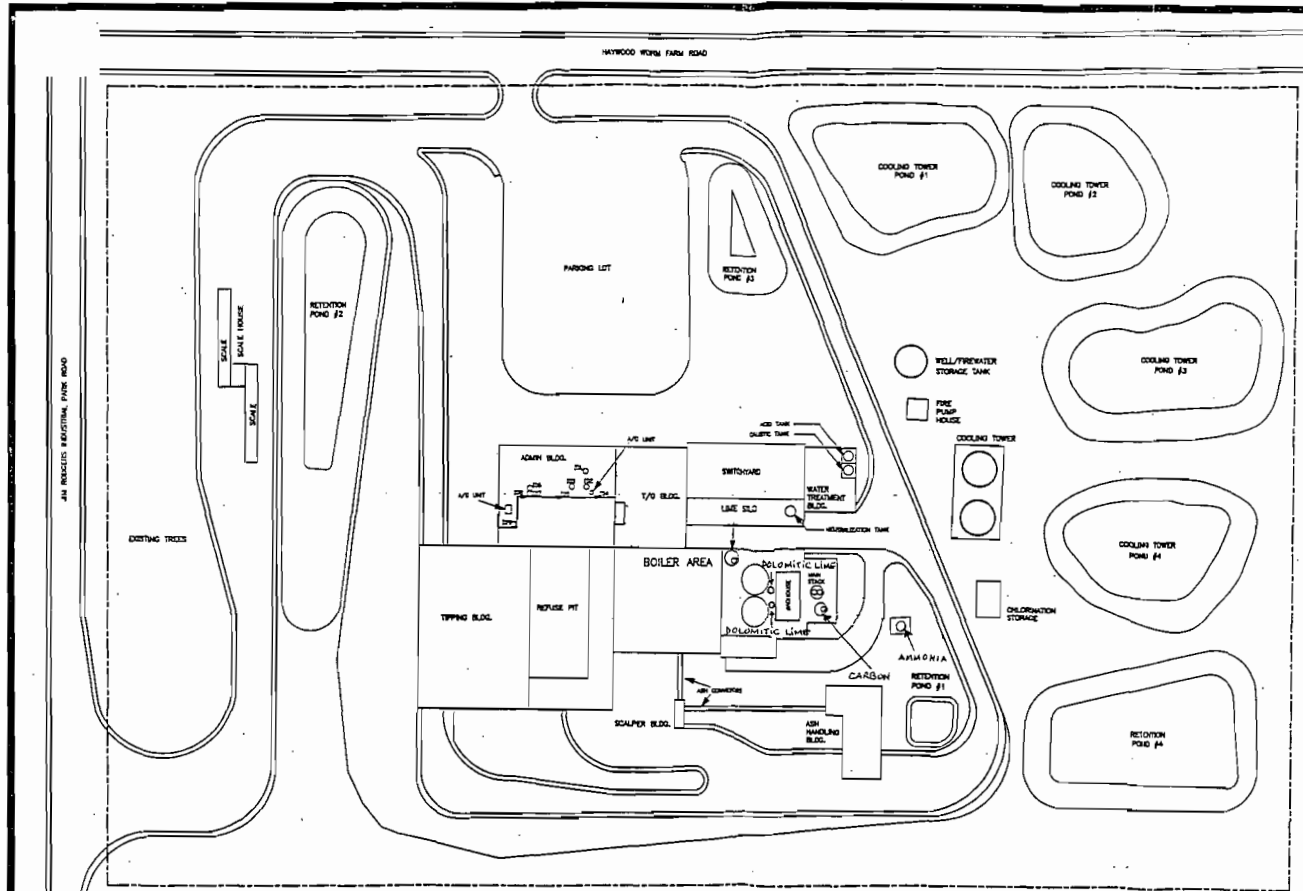 HAYWOOD WORM FARM ROAD
COOLING TOWER
POND #1
COOLING TOWER
POND #2
PARKING LOT
RETENTION
POND #3
RETENTION
POND #2
SCALE
SCALE HOUSE
SCALE
JIM RODGERS INDUSTRIAL PARK ROAD
WELL/FIREWATER
STORAGE TANK
COOLING TOWER
POND #3
FIRE
PUMP
HOUSE
ACID TANK
CAUSTIC TANK
COOLING TOWER
A/C UNIT
ADMIN BLDG.
SWITCHYARD
T/G BLDG.
WATER
TREATMENT
BLDG.
A/C UNIT
LIME SILO
NEUTRALIZATION TANK
EXISTING TREES
COOLING TOWER
POND #4
BOILER AREA
DOLOMITIC LIME
MAIN
STACK
BAGHOUSE
TIPPING BLDG.
REFUSE PIT
CHLORINATION
STORAGE
DOLOMITIC LIME
AMMONIA
CARBON
RETENTION
POND #1
ASH CONVEYORS
SCALPER BLDG.
ASH
HANDLING
BLDG.
RETENTION
POND #4